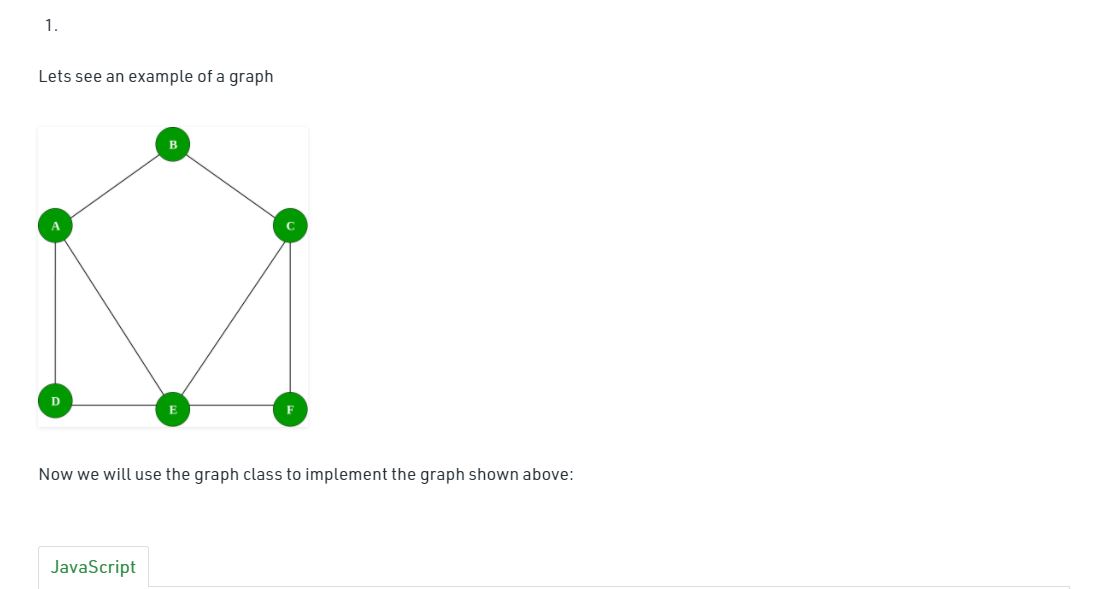 1.
Lets see an example of a graph
B
A
C
D
E
F
Now we will use the graph class to implement the graph shown above:
JavaScript